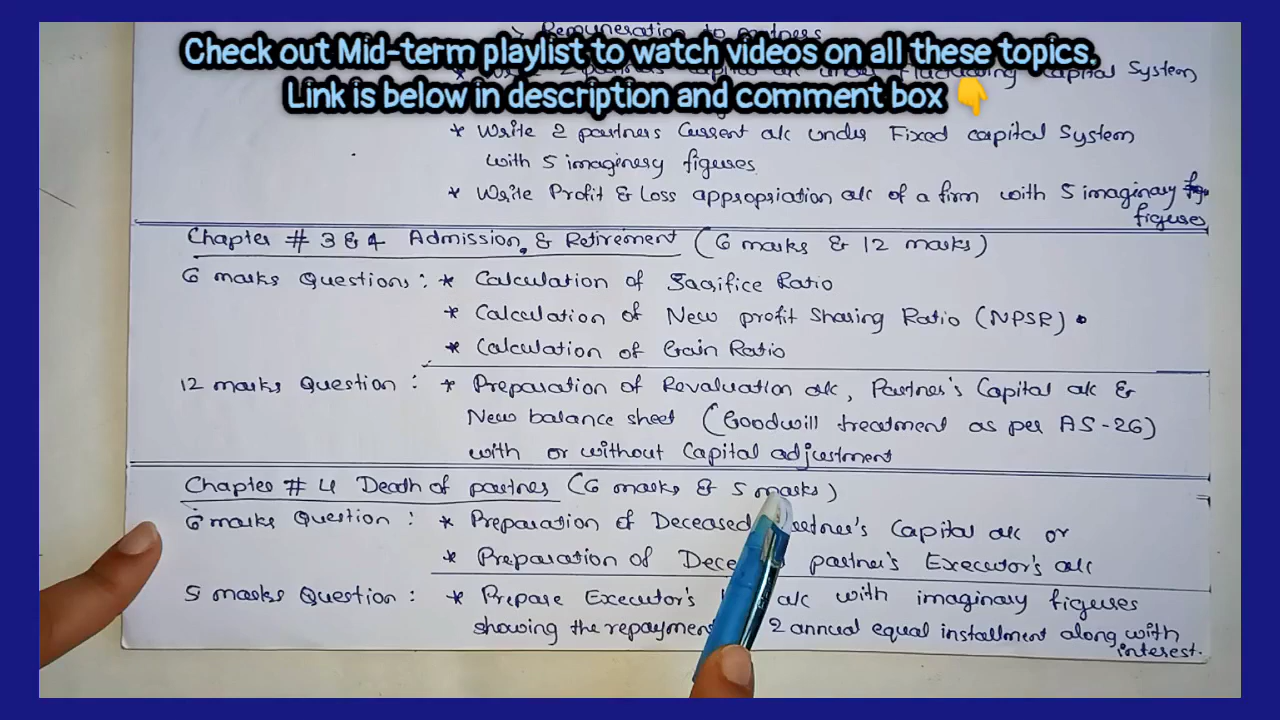 Remuneration to partners
Check out Mid-term playlist to watch videos on all these topics.
Capital System
Link is below in description and comment box 👇
* Write 2 partners Current a/c under Fixed capital System
with 5 imaginery figures
* Write Profit & Loss appropriation a/c of a firm with 5 imaginary
figures
Chapter # 3 & 4 Admission & Retirement (6 marks & 12 marks)
6 marks Questions : * Calculation of Sacrifice Ratio
* Calculation of New profit Sharing Ratio (NPSR)
* Calculation of Gain Ratio
12 marks Question : * Preparation of Revaluation a/c, Partner's Capital a/c &
New balance sheet (Goodwill treatment as per AS-26)
with or without Capital adjustment
Chapter # 4 Death of partner (6 marks & 5 marks)
6 marks Question : * Preparation of Deceased Partner's Capital a/c or
* Preparation of partner's Executor's a/c
5 marks Question : * Prepare Executor's a/c with imaginary figures
showing the repayment 2 annual equal installment along with
interest.